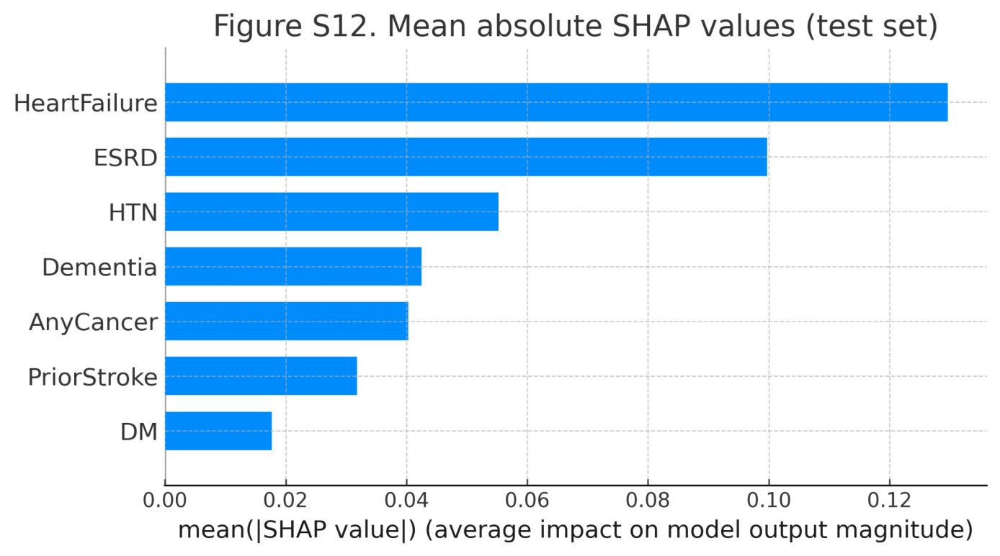 Figure S12. Mean absolute SHAP values (test set)
HeartFailure
ESRD
HTN
Dementia
AnyCancer
PriorStroke
DM
0.00 0.02 0.04 0.06 0.08 0.10 0.12
mean(|SHAP value|) (average impact on model output magnitude)